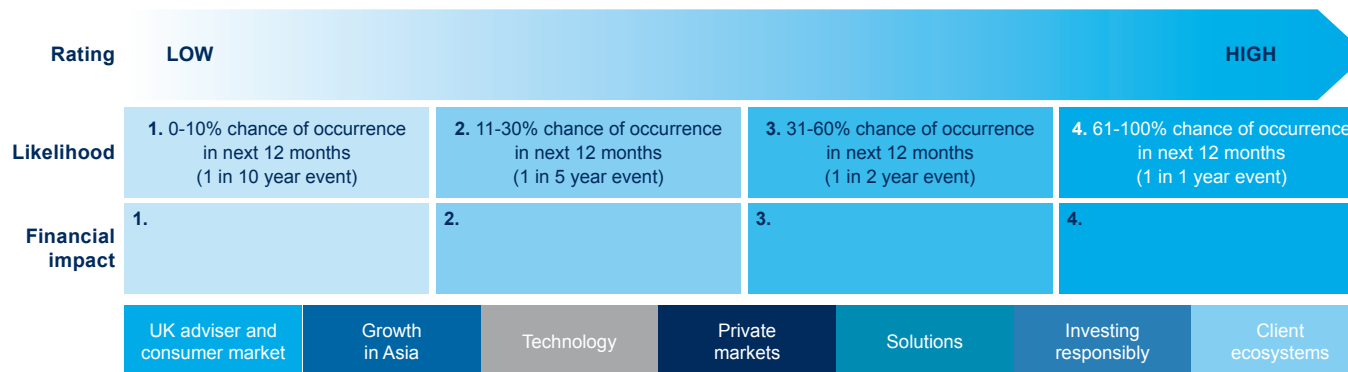 Rating
LOW
HIGH
Likelihood
1. 0-10% chance of occurrence
in next 12 months
(1 in 10 year event)
2. 11-30% chance of occurrence
in next 12 months
(1 in 5 year event)
3. 31-60% chance of occurrence
in next 12 months
(1 in 2 year event)
4. 61-100% chance of occurrence
in next 12 months
(1 in 1 year event)
Financial
impact
1.
2.
3.
4.
UK adviser and
consumer market
Growth
in Asia
Technology
Private
markets
Solutions
Investing
responsibly
Client
ecosystems